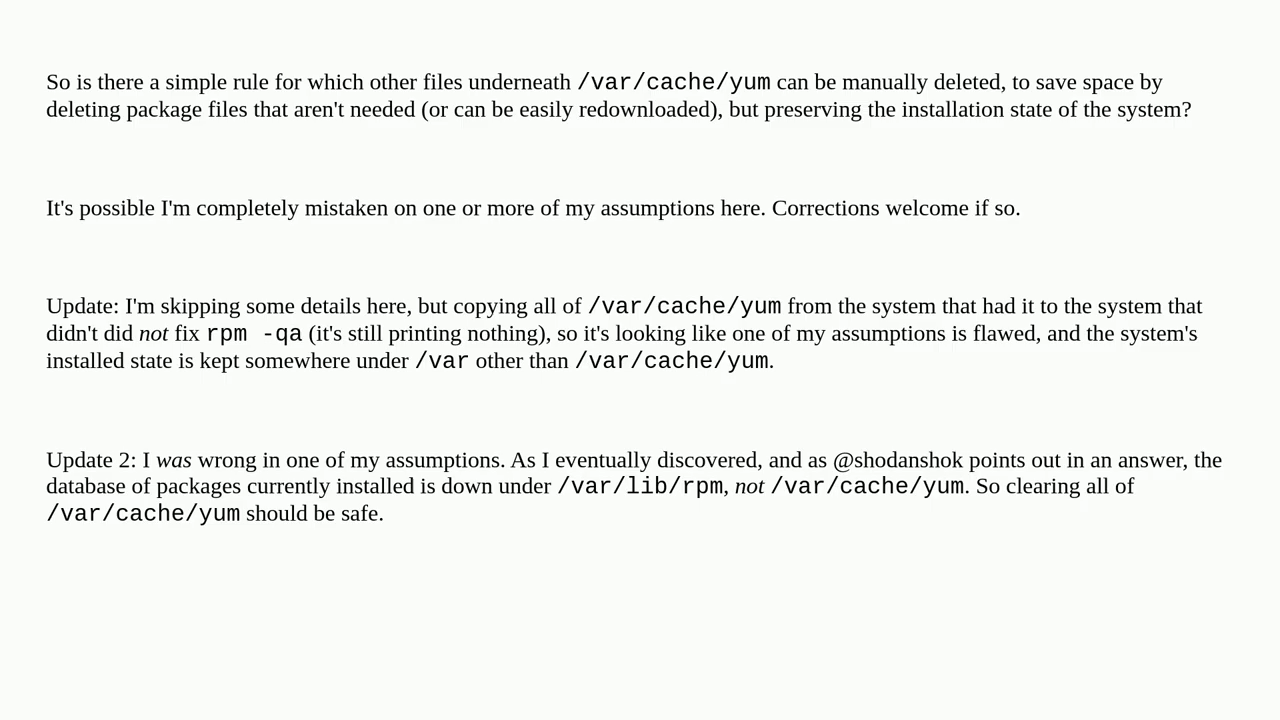 So is there a simple rule for which other files underneath /var/cache/yum can be manually deleted, to save space by
deleting package files that aren't needed (or can be easily redownloaded), but preserving the installation state of the system?
It's possible I'm completely mistaken on one or more of my assumptions here. Corrections welcome if so.
Update: I'm skipping some details here, but copying all of /var/cache/yum from the system that had it to the system that
didn't did not fix rpm -qa (it's still printing nothing), so it's looking like one of my assumptions is flawed, and the system's
installed state is kept somewhere under /var other than /var/cache/yum.
Update 2: I was wrong in one of my assumptions. As I eventually discovered, and as @shodanshok points out in an answer, the
database of packages currently installed is down under /var/lib/rpm, not /var/cache/yum. So clearing all of
/var/cache/yum should be safe.